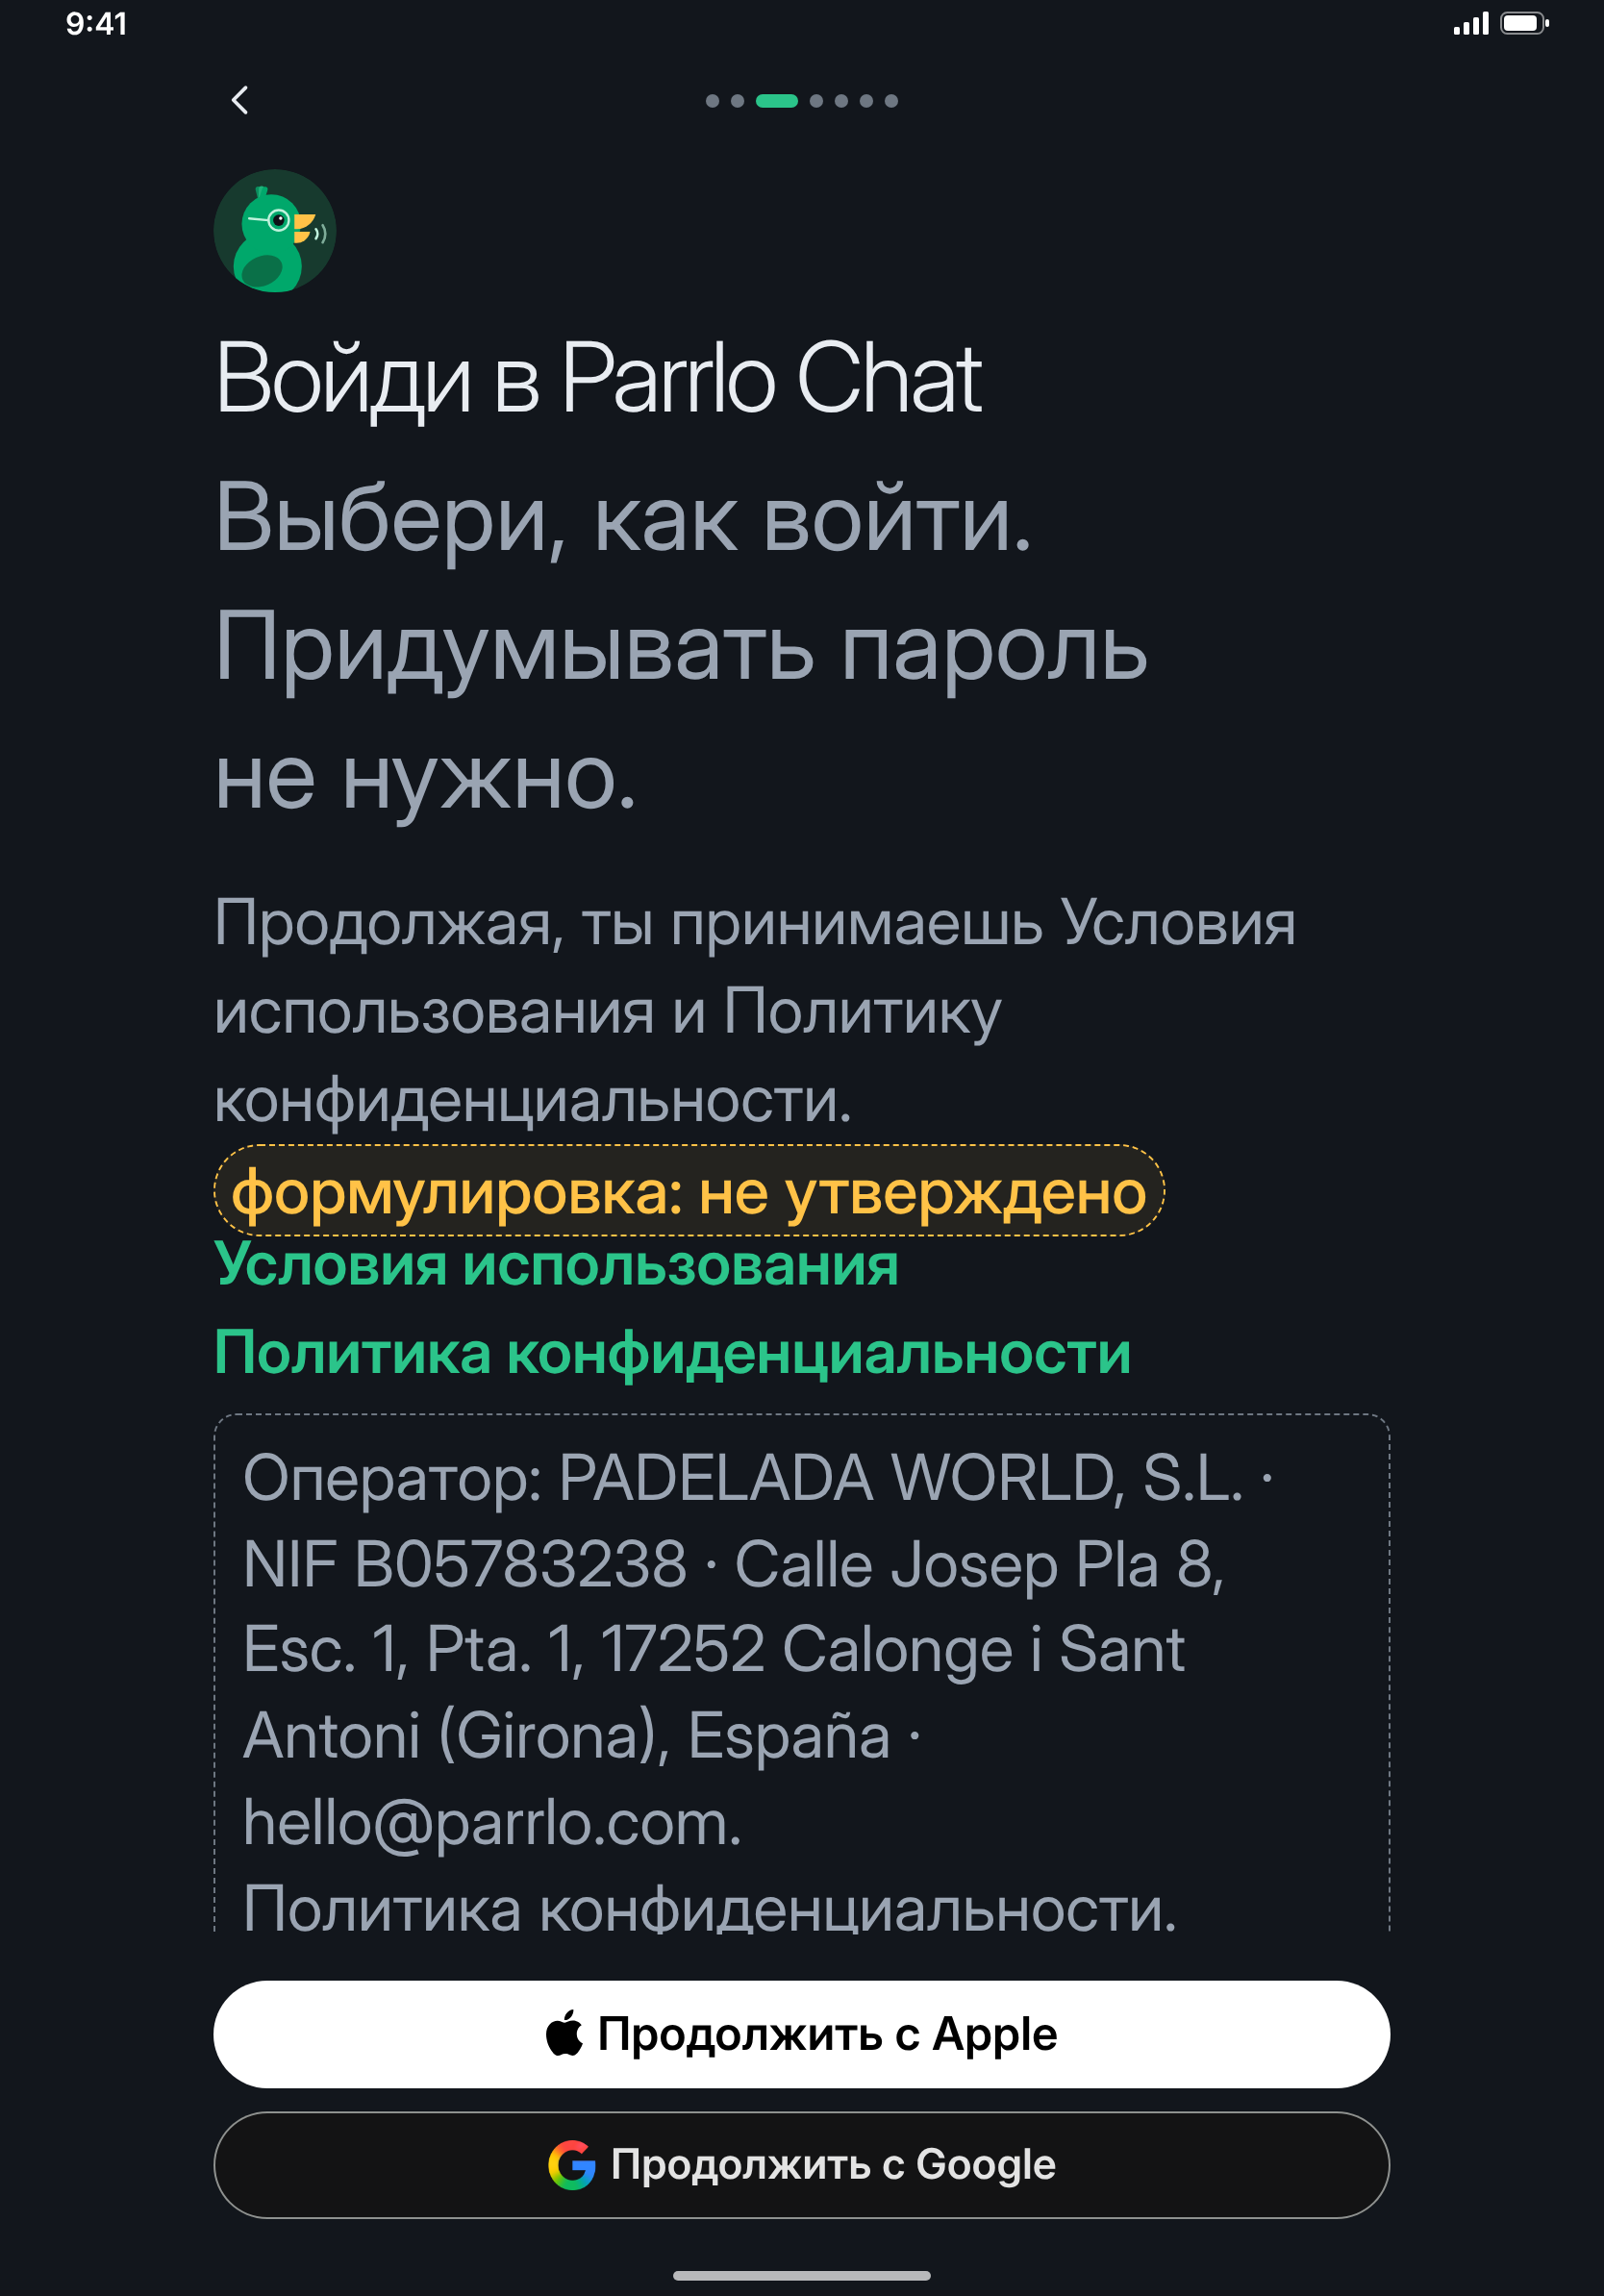 9:41
Войди в Parrlo Chat
Выбери, как войти.
Придумывать пароль
не нужно.
Продолжая, ты принимаешь Условия
использования и Политику
конфиденциальности.
формулировка: не утверждено
Условия использования
Политика конфиденциальности
Оператор: PADELADA WORLD, S.L. ·
NIF B05783238 · Calle Josep Pla 8,
Esc. 1, Pta. 1, 17252 Calonge i Sant
Antoni (Girona), España ·
hello@parrlo.com.
Политика конфиденциальности.
Продолжить с Apple
Продолжить с Google